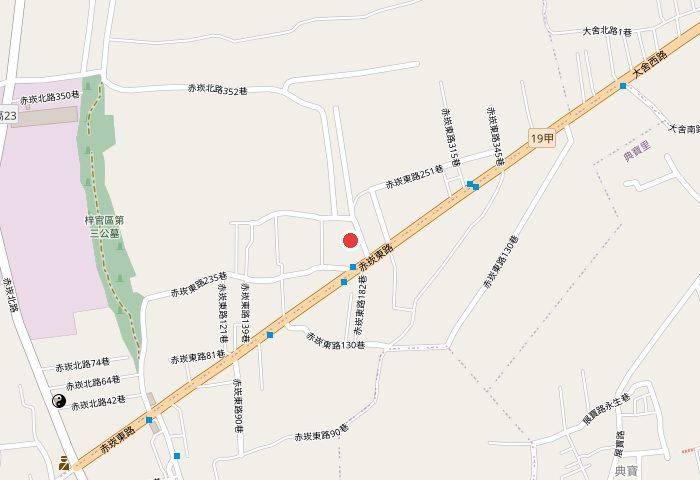 大舍北路1巷
大舍西路
赤崁北路350巷
赤崁北路352巷
高23
大舍南路
19甲
赤崁東路315巷
赤崁東路345巷
典寶里
赤崁東路251巷
梓官區第
三公墓
赤崁東路
赤崁東路130巷
赤崁北路
赤崁東路235巷
赤崁東路182巷
赤崁東路121巷
赤崁東路139巷
赤崁東路130巷
赤崁東路81巷
赤崁北路74巷
赤崁北路64巷
赤崁北路42巷
赤崁東路90巷
展寶路永生巷
赤崁東路
赤崁東路90巷
展寶路
典寶